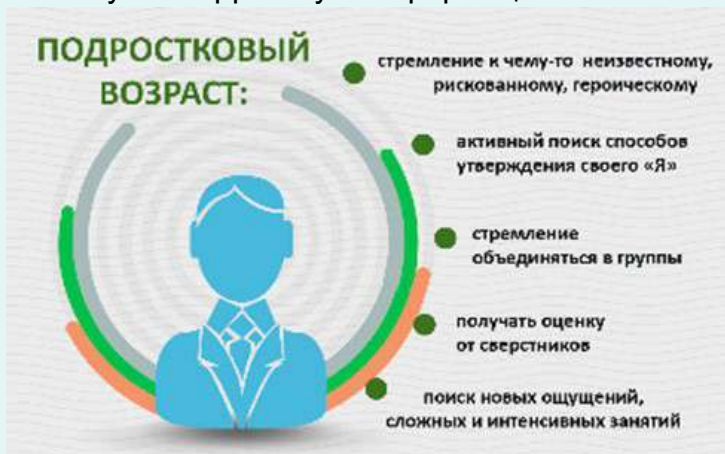 ПОДРОСТКОВЫЙ
ВОЗРАСТ:
стремление к чему-то неизвестному,
рискованному, героическому
активный поиск способов
утверждения своего «Я»
стремление
объединяться в группы
получать оценку
от сверстников
поиск новых ощущений,
сложных и интенсивных занятий